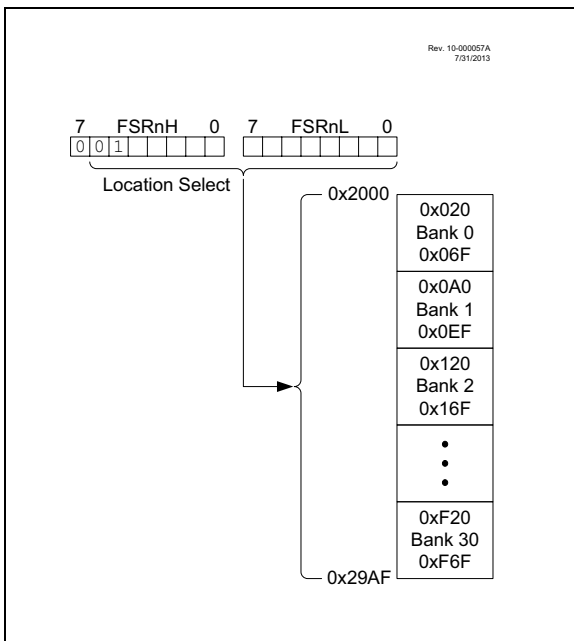 Rev. 10-000057A
7/31/2013
7 FSRnH 0 7 FSRnL 0
0 0 1
Location Select
0x2000
0x020
Bank 0
0x06F
0x0A0
Bank 1
0x0EF
0x120
Bank 2
0x16F
0xF20
Bank 30
0xF6F
0x29AF